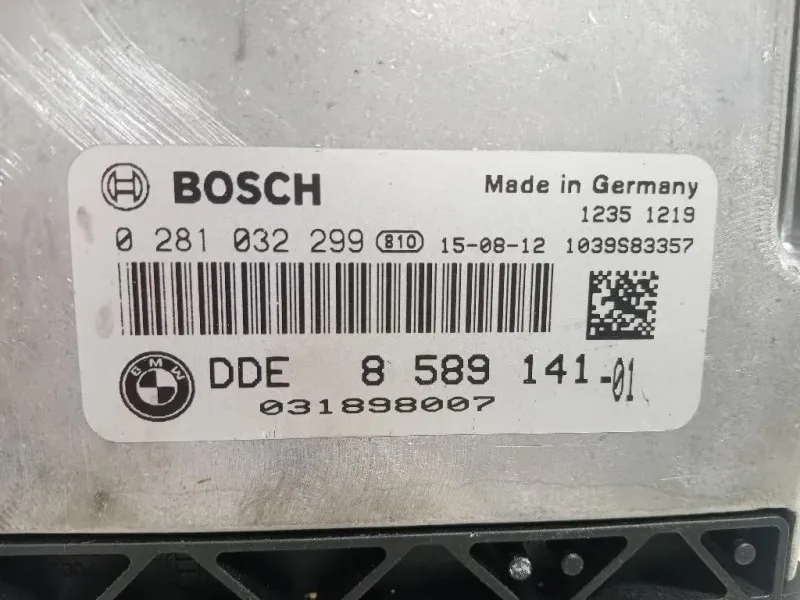 BOSCH
Made in Germany
1235 1219
0 281 032 299 810 15-08-12 1039S83357
BMW DDE 8 589 141-01
031898007